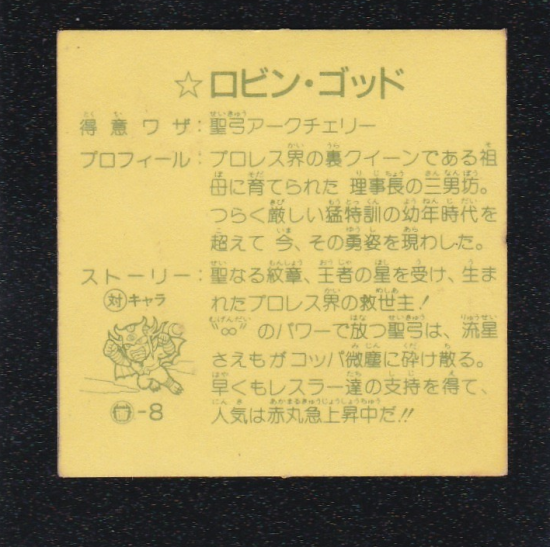 ☆ロビン・ゴッド
得意ワザ:聖弓アークチェリー
プロフィール:プロレス界の裏クイーンである祖
母に育てられた 理事長の三男坊。
つらく厳しい猛特訓の幼年時代を
超えて 今、その勇姿を現わした。
ストーリー:聖なる紋章、王者の星を受け、生ま
れたプロレス界の救世主!
"∞"のパワーで放つ聖弓は、流星
さえもがコッパ微塵に砕け散る。
早くもレスラー達の支持を得て、
人気は赤丸急上昇中だ!!
対キャラ
-8